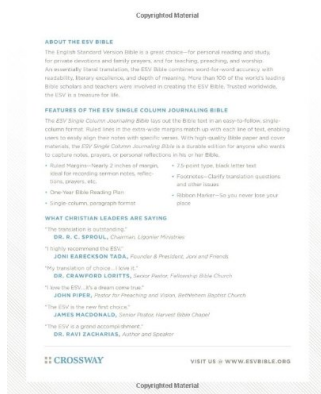 Copyrighted Material
ABOUT THE ESV BIBLE
The English Standard Version Bible is a great choice—for personal reading and study,
for private devotions and family prayers, and for teaching, preaching, and worship.
An essentially literal translation, the ESV Bible combines word-for-word accuracy with
readability, literary excellence, and depth of meaning. More than 100 of the world's leading
Bible scholars and teachers were involved in creating the ESV Bible. Trusted worldwide,
the ESV is a treasure for life.
FEATURES OF THE ESV SINGLE COLUMN JOURNALING BIBLE
The ESV Single Column Journaling Bible lays out the Bible text in an easy-to-follow, single-
column format. Ruled lines in the extra-wide margins match up with each line of text, enabling
users to easily align notes with specific verses. With high-quality Bible paper and cover
materials, the ESV Single Column Journaling Bible is a durable edition for anyone who wants
to capture notes, prayers, or personal reflections in his or her Bible.
• Ruled Margins—Nearly 2 inches of margin,
ideal for recording sermon notes, reflec-
tions, prayers, etc.
• One-Year Bible Reading Plan
• Single-column, paragraph format
• 7.5-point type, black letter text
• Footnotes—Clarify translation questions
and other issues
• Ribbon Marker—So you never lose your
place
WHAT CHRISTIAN LEADERS ARE SAYING
"The translation is outstanding."
DR. R. C. SPROUL, Chairman, Ligonier Ministries
"I highly recommend the ESV."
JONI EARECKSON TADA, Founder & President, Joni and Friends
"My translation of choice...I love it."
DR. CRAWFORD LORITTS, Senior Pastor, Fellowship Bible Church
"I love the ESV...It's a dream come true."
JOHN PIPER, Pastor for Preaching and Vision, Bethlehem Baptist Church
"The ESV is the new first choice."
JAMES MACDONALD, Senior Pastor, Harvest Bible Chapel
"The ESV is a grand accomplishment."
DR. RAVI ZACHARIAS, Author and Speaker
CROSSWAY
VISIT US @ WWW.ESVBIBLE.ORG
Copyrighted Material